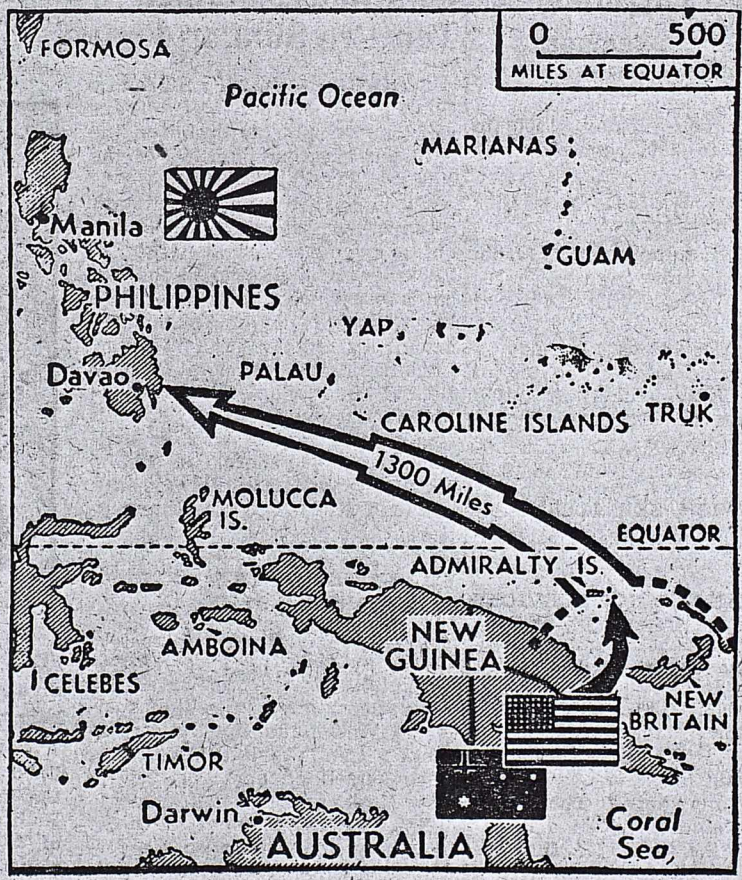 FORMOSA
0 500
MILES AT EQUATOR
Pacific Ocean
MARIANAS
Manila
GUAM
PHILIPPINES
YAP
Davao
PALAU
CAROLINE ISLANDS
TRUK
1300 Miles
MOLUCCA
IS.
EQUATOR
ADMIRALTY IS.
AMBOINA
NEW
GUINEA
CELEBES
NEW
BRITAIN
TIMOR
Darwin
AUSTRALIA
Coral
Sea